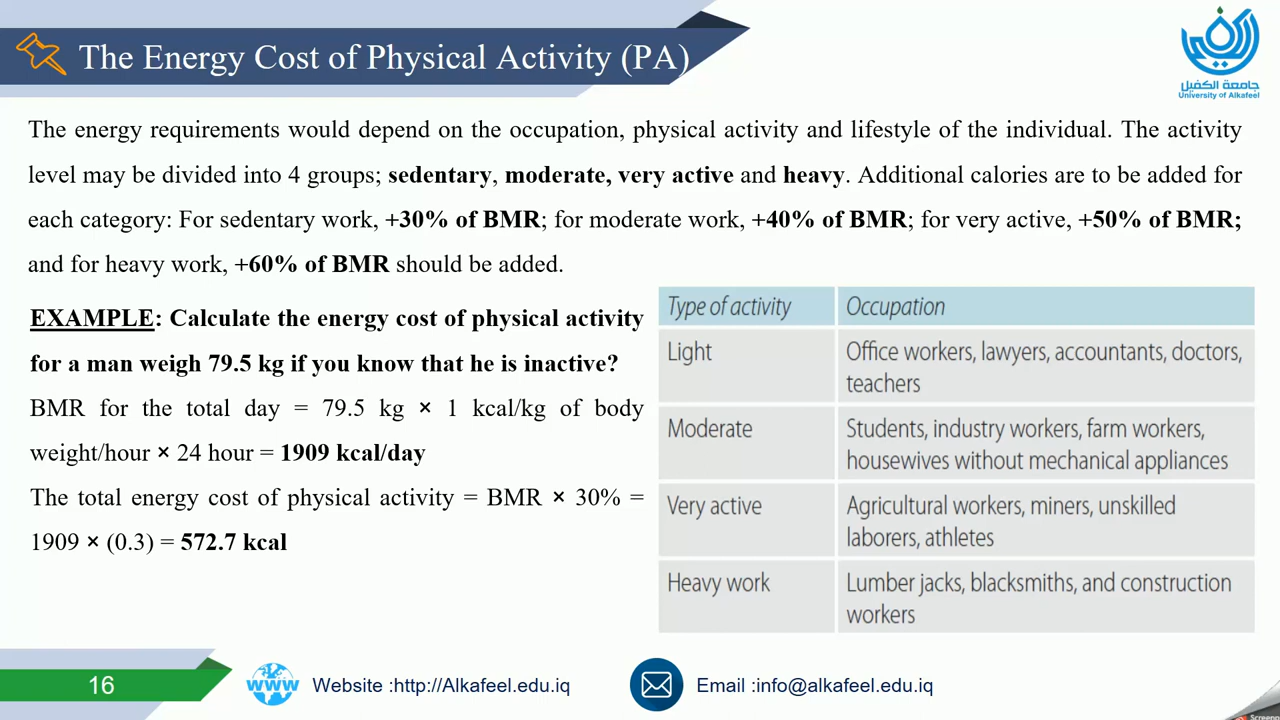 The Energy Cost of Physical Activity (PA)
جامعة الكفيل
University of Alkafeel
The energy requirements would depend on the occupation, physical activity and lifestyle of the individual. The activity
level may be divided into 4 groups; sedentary, moderate, very active and heavy. Additional calories are to be added for
each category: For sedentary work, +30% of BMR; for moderate work, +40% of BMR; for very active, +50% of BMR;
and for heavy work, +60% of BMR should be added.
EXAMPLE: Calculate the energy cost of physical activity
for a man weigh 79.5 kg if you know that he is inactive?
BMR for the total day = 79.5 kg × 1 kcal/kg of body
weight/hour × 24 hour = 1909 kcal/day
The total energy cost of physical activity = BMR × 30% =
1909 × (0.3) = 572.7 kcal
Type of activity Occupation
Light Office workers, lawyers, accountants, doctors,
teachers
Moderate Students, industry workers, farm workers,
housewives without mechanical appliances
Very active Agricultural workers, miners, unskilled
laborers, athletes
Heavy work Lumber jacks, blacksmiths, and construction
workers
16
WWW
Website :http://Alkafeel.edu.iq
Email :info@alkafeel.edu.iq